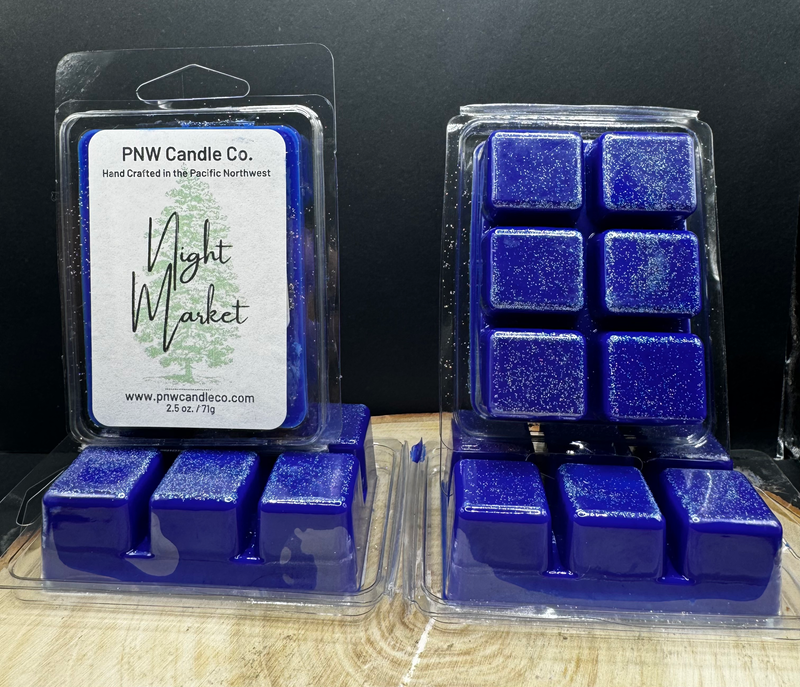 PNW Candle Co.
Hand Crafted in the Pacific Northwest
Night
Market
www.pnwcandleco.com
2.5 oz. / 71g